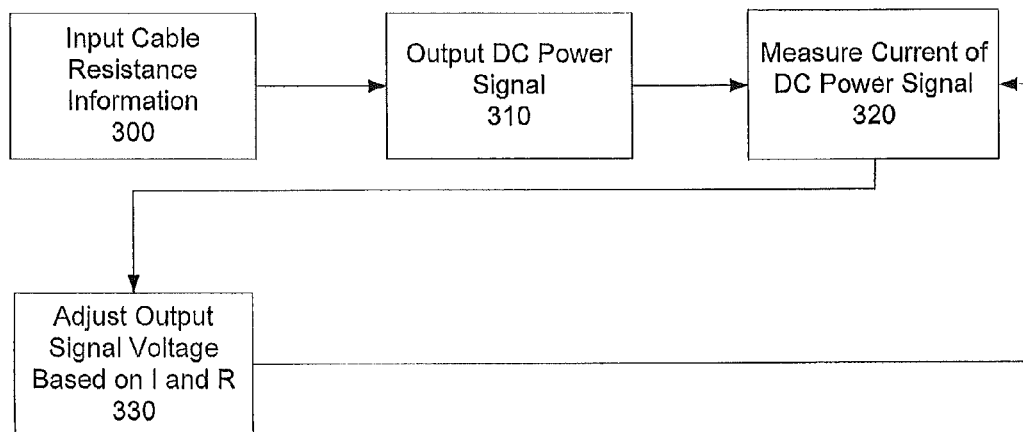 Input Cable
Resistance
Information
300
Output DC Power
Signal
310
Measure Current of
DC Power Signal
320
Adjust Output
Signal Voltage
Based on I and R
330